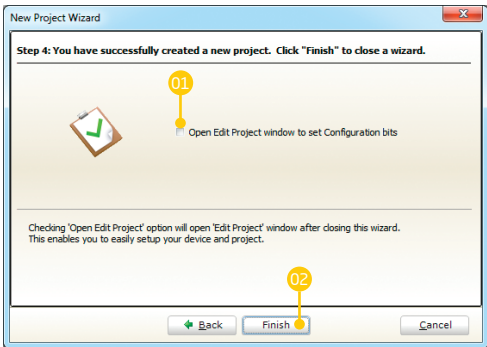 New Project Wizard
Step 4: You have successfully created a new project. Click "Finish" to close a wizard.
01
Open Edit Project window to set Configuration bits
Checking 'Open Edit Project' option will open 'Edit Project' window after closing this wizard.
This enables you to easily setup your device and project.
02
Back Finish Cancel